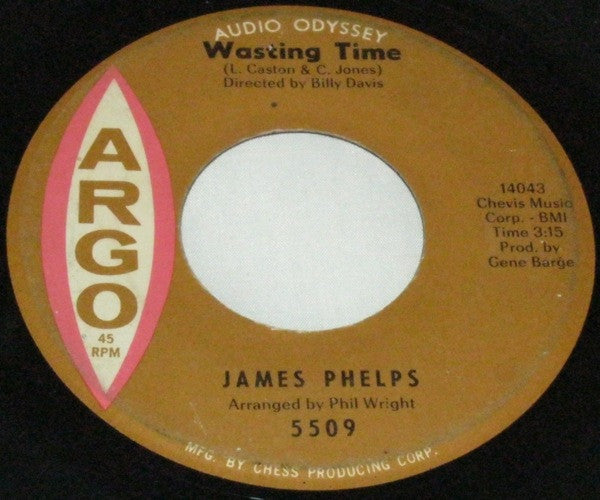 AUDIO ODYSSEY
Wasting Time
(L. Caston & C. Jones)
Directed by Billy Davis
ARGO
45
RPM
14043
Chevis Music
Corp. - BMI
Time 3:15
Prod. by
Gene Barge
JAMES PHELPS
Arranged by Phil Wright
5509
MFG. BY CHESS PRODUCING CORP.